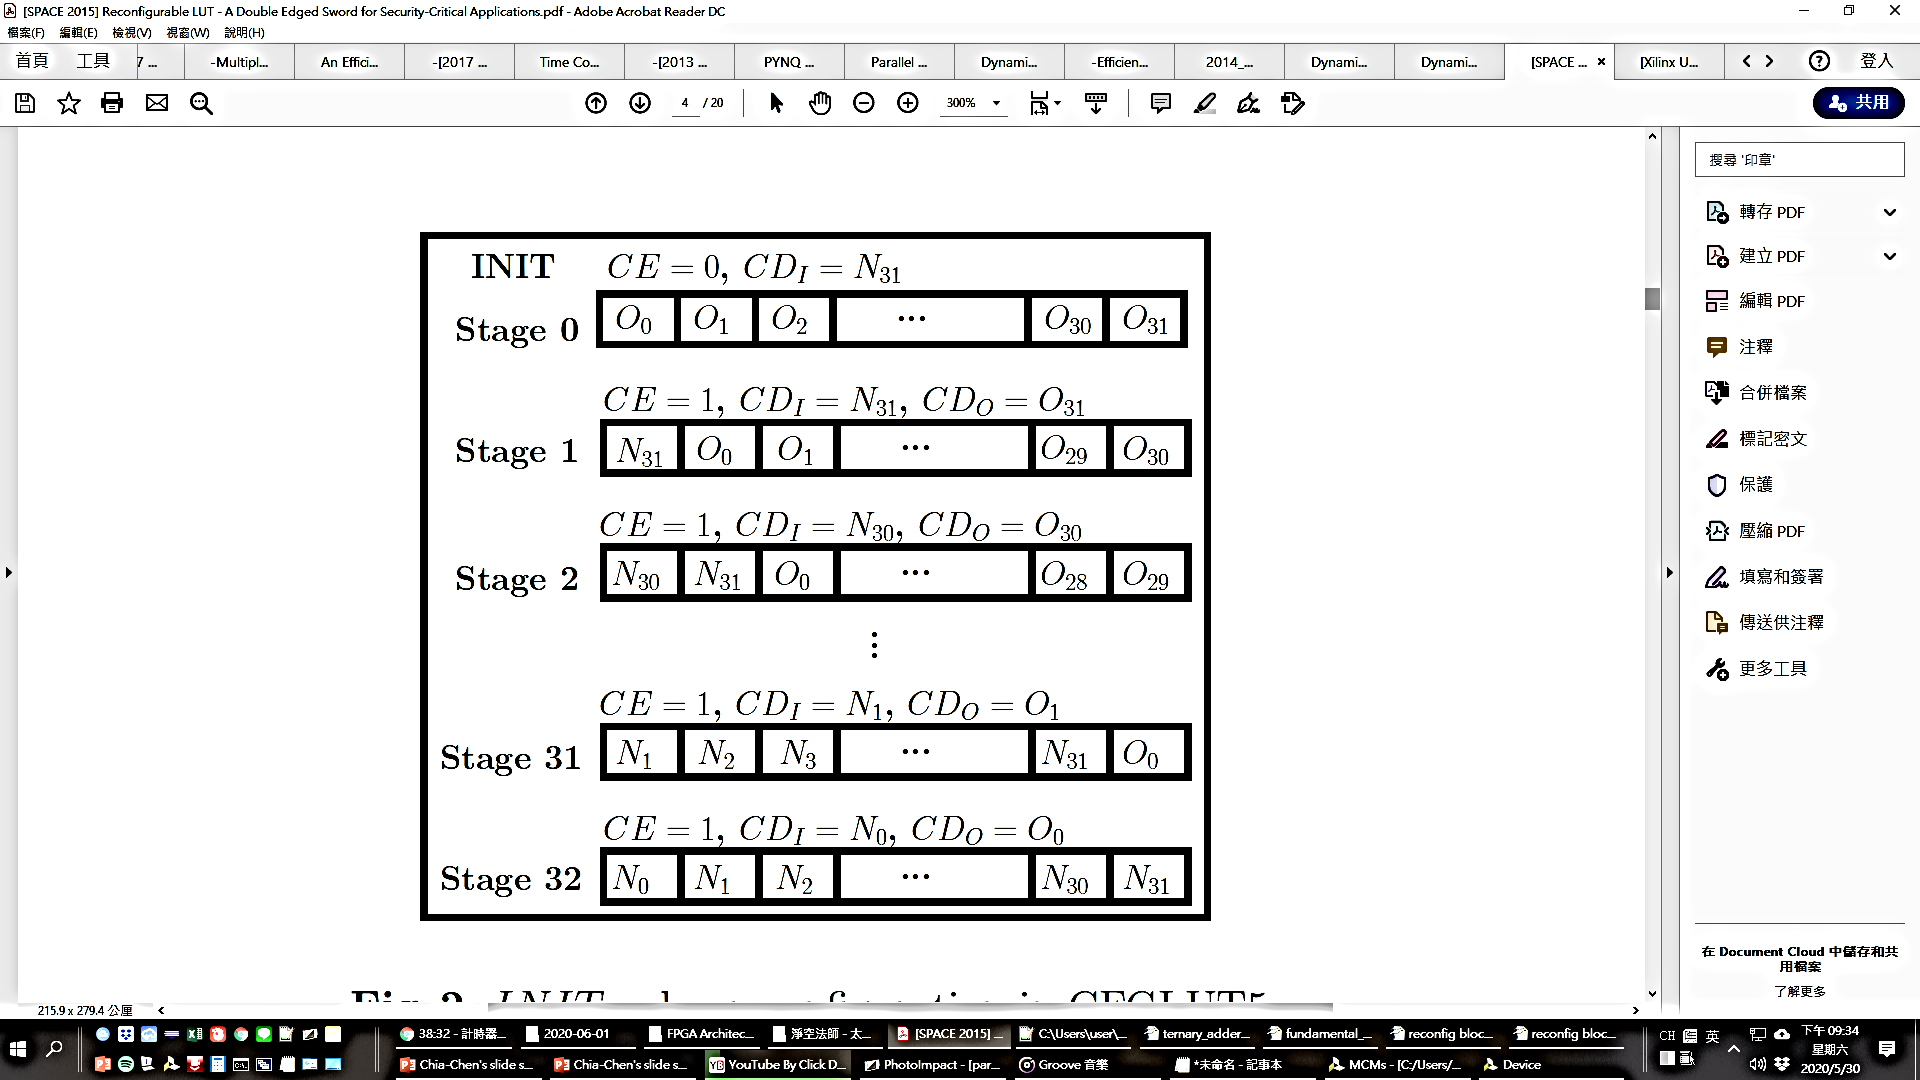 [SPACE 2015] Reconfigurable LUT - A Double Edged Sword for Security-Critical Applications.pdf - Adobe Acrobat Reader DC
檔案(F) 編輯(E) 檢視(V) 視窗(W) 說明(H)
首頁 工具 7 ... -Multipl... An Effici... -[2017 ... Time Co... -[2013 ... PYNQ ... Parallel ... Dynami... -Efficien... 2014_... Dynami... Dynami... [SPACE ... × [Xilinx U... 登入
4 / 20 300% 共用
搜尋 '印章'
轉存 PDF
建立 PDF
編輯 PDF
注釋
合併檔案
標記密文
保護
壓縮 PDF
填寫和簽署
傳送供注釋
更多工具
在 Document Cloud 中儲存和共
用檔案
了解更多
INIT CE = 0, CD_I = N_31
Stage 0 O_0 O_1 O_2 ... O_30 O_31
CE = 1, CD_I = N_31, CD_O = O_31
Stage 1 N_31 O_0 O_1 ... O_29 O_30
CE = 1, CD_I = N_30, CD_O = O_30
Stage 2 N_30 N_31 O_0 ... O_28 O_29
⋮
CE = 1, CD_I = N_1, CD_O = O_1
Stage 31 N_1 N_2 N_3 ... N_31 O_0
CE = 1, CD_I = N_0, CD_O = O_0
Stage 32 N_0 N_1 N_2 ... N_30 N_31
215.9 x 279.4 公厘
38:32 - 計時器... 2020-06-01 FPGA Architec... 淨空法師 - 太... [SPACE 2015] ... C:\Users\user\... ternary_adder... fundamental_... reconfig bloc... reconfig bloc... CH 英 下午 09:34
星期六
Chia-Chen's slide s... Chia-Chen's slide s... YouTube By Click D... PhotoImpact - [par... Groove 音樂 *未命名 - 記事本 MCMs - [C:/Users/... Device 2020/5/30